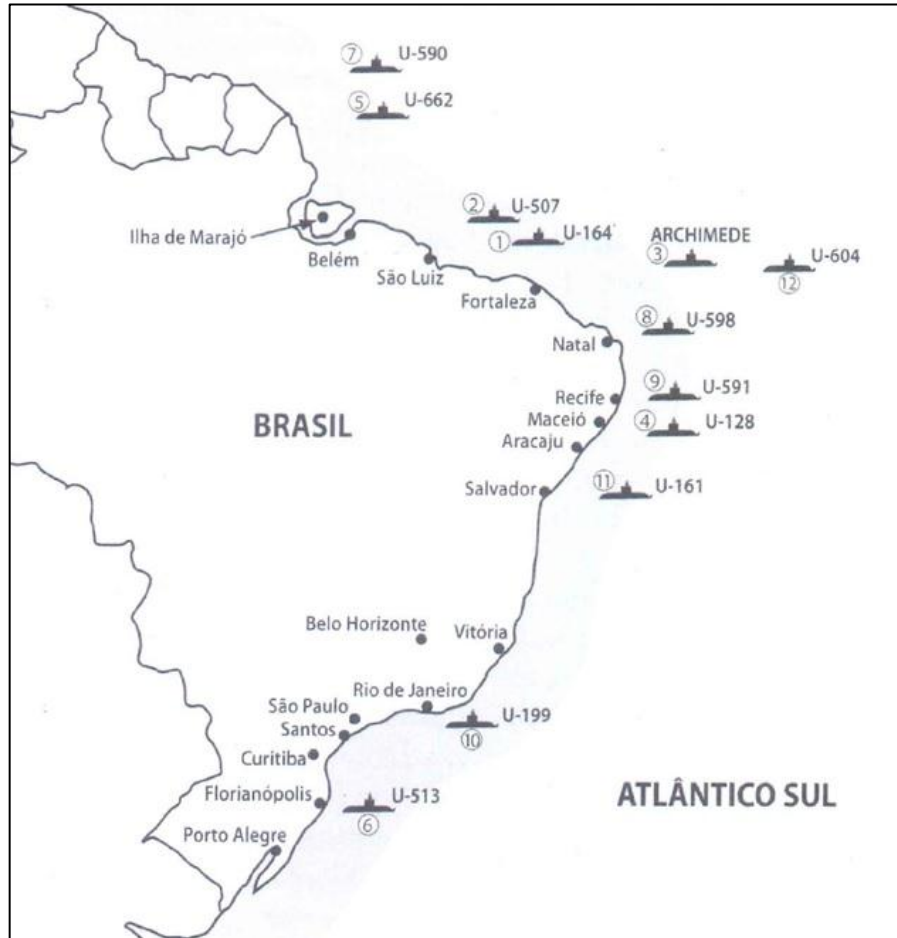 ⑦ U-590
⑤ U-662
② U-507
① U-164
ARCHIMEDE
③
U-604
⑫
Ilha de Marajó
Belém
São Luiz
Fortaleza
⑧ U-598
Natal
⑨ U-591
Recife
Maceió
④ U-128
Aracaju
BRASIL
Salvador
⑪ U-161
Belo Horizonte
Vitória
Rio de Janeiro
São Paulo
U-199
⑩
Santos
Curitiba
Florianópolis
U-513
⑥
ATLÂNTICO SUL
Porto Alegre